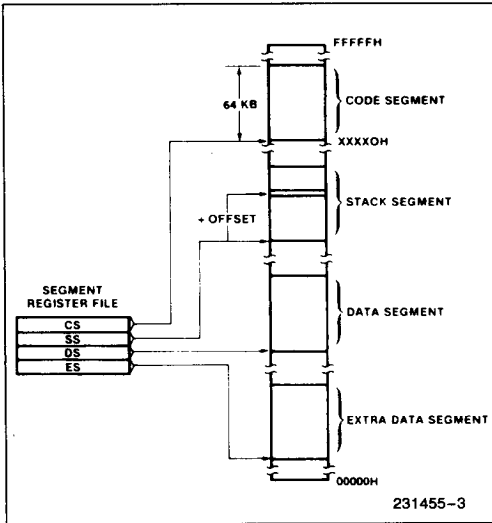 FFFFFH
64 KB
CODE SEGMENT
XXXX0H
STACK SEGMENT
+ OFFSET
SEGMENT
REGISTER FILE
CS
SS
DS
ES
DATA SEGMENT
EXTRA DATA SEGMENT
00000H
231455-3